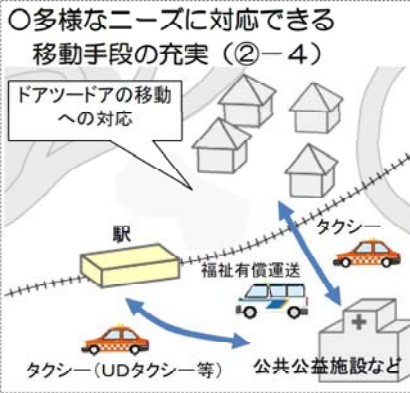 ○多様なニーズに対応できる
移動手段の充実（②－４）
ドアツードアの移動
への対応
駅
タクシー
福祉有償運送
タクシー（UDタクシー等）
公共公益施設など